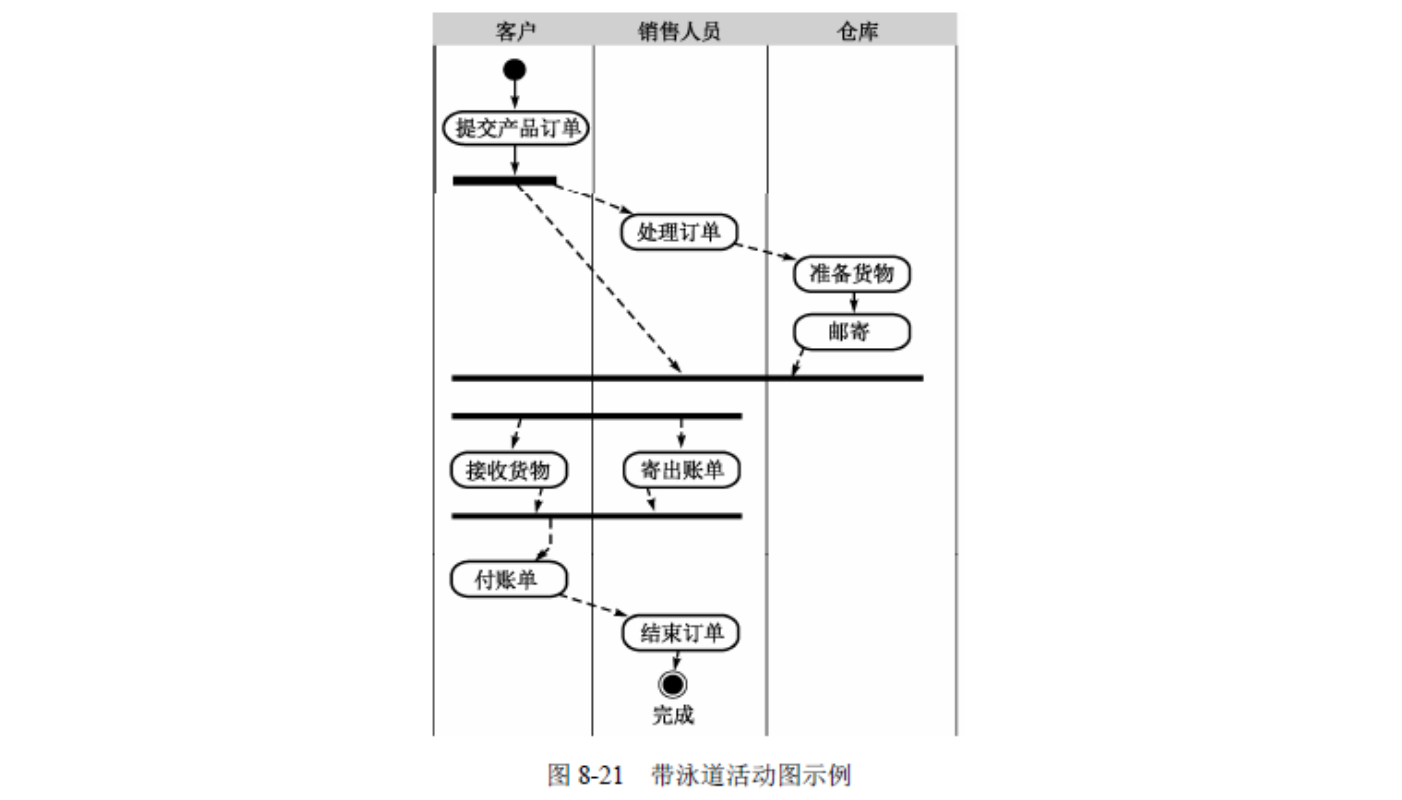 客户 销售人员 仓库
提交产品订单
处理订单
准备货物
邮寄
接收货物 寄出账单
付账单
结束订单
完成
图 8-21 带泳道活动图示例